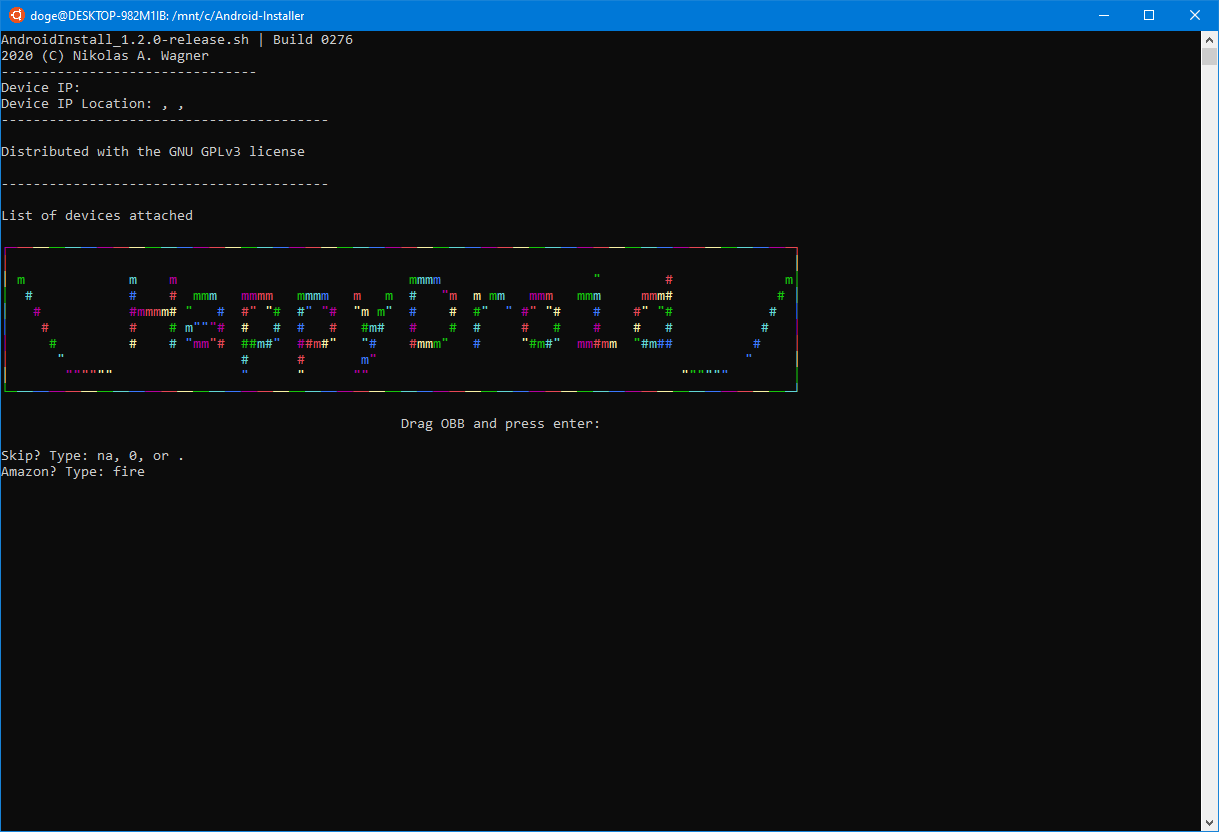 doge@DESKTOP-982M1IB: /mnt/c/Android-Installer
AndroidInstall_1.2.0-release.sh | Build 0276
2020 (C) Nikolas A. Wagner
--------------------------------
Device IP:
Device IP Location: , ,
-----------------------------------------
Distributed with the GNU GPLv3 license
-----------------------------------------
List of devices attached
HappyDroid
Drag OBB and press enter:
Skip? Type: na, 0, or .
Amazon? Type: fire